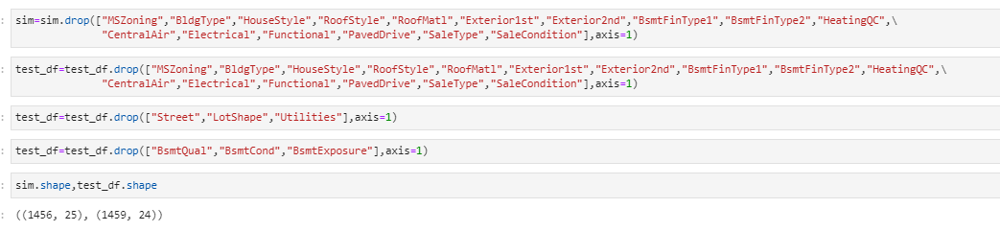 : sim=sim.drop(["MSZoning","BldgType","HouseStyle","RoofStyle","RoofMatl","Exterior1st","Exterior2nd","BsmtFinType1","BsmtFinType2","HeatingQC",\
"CentralAir","Electrical","Functional","PavedDrive","SaleType","SaleCondition"],axis=1)
: test_df=test_df.drop(["MSZoning","BldgType","HouseStyle","RoofStyle","RoofMatl","Exterior1st","Exterior2nd","BsmtFinType1","BsmtFinType2","HeatingQC",\
"CentralAir","Electrical","Functional","PavedDrive","SaleType","SaleCondition"],axis=1)
: test_df=test_df.drop(["Street","LotShape","Utilities"],axis=1)
: test_df=test_df.drop(["BsmtQual","BsmtCond","BsmtExposure"],axis=1)
: sim.shape,test_df.shape
: ((1456, 25), (1459, 24))